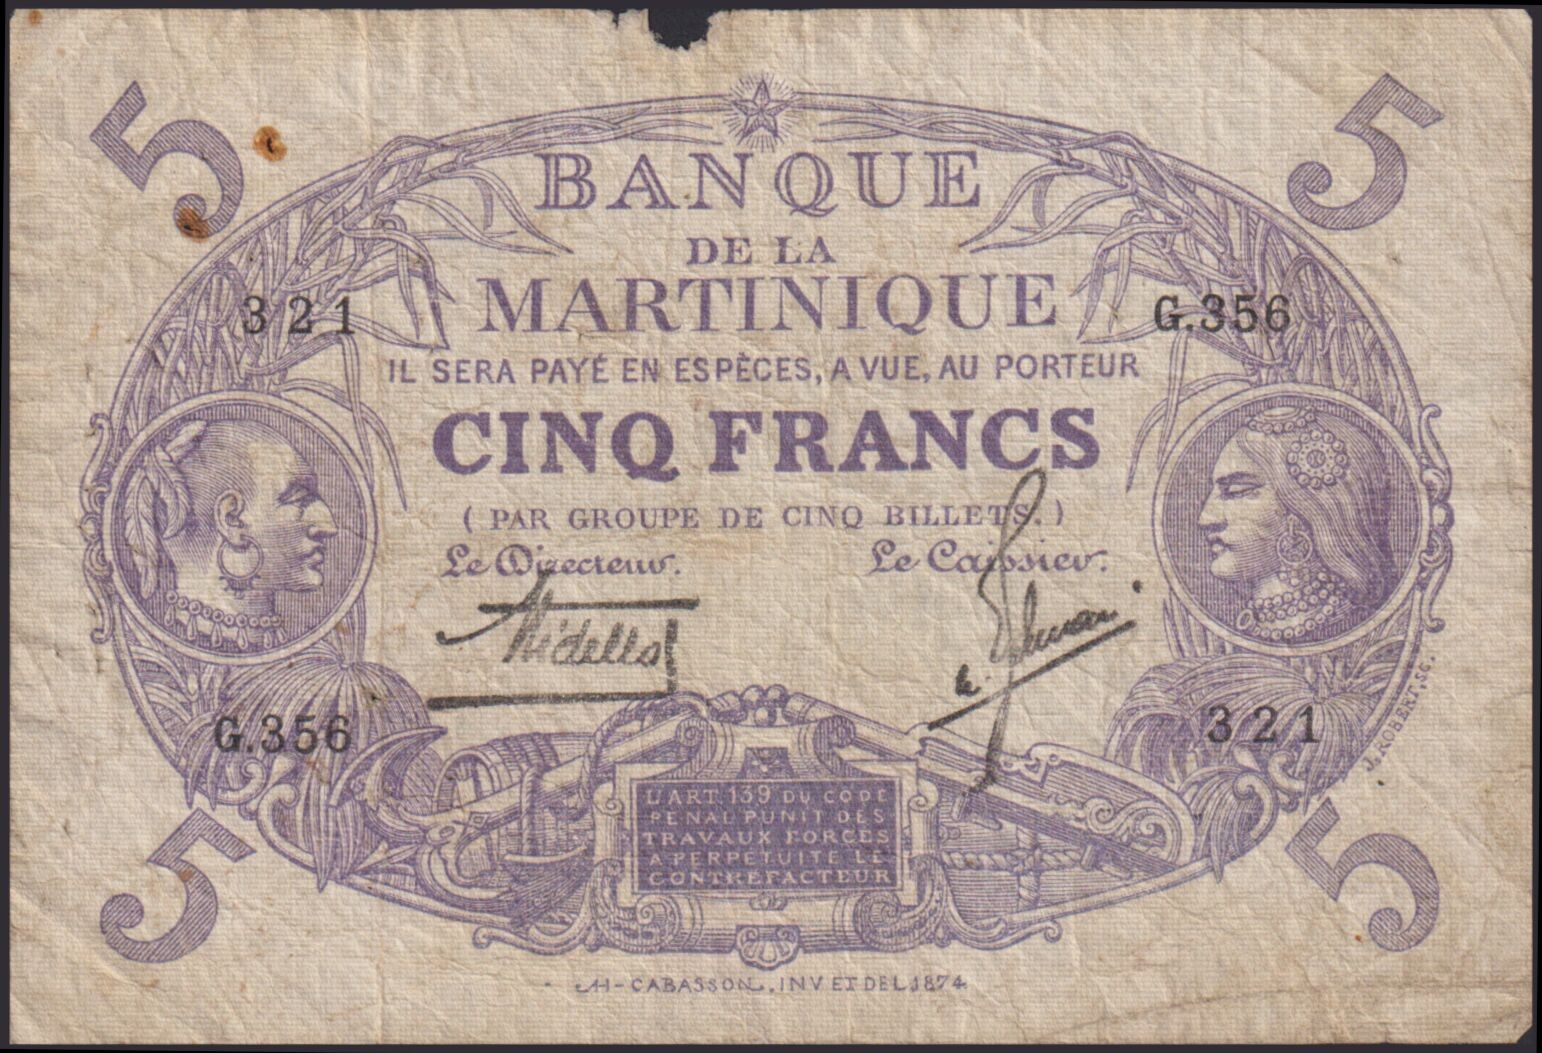 5 5
BANQUE
DE LA
MARTINIQUE
321 G.356
IL SERA PAYÉ EN ESPÈCES, A VUE, AU PORTEUR
CINQ FRANCS
( PAR GROUPE DE CINQ BILLETS. )
Le Directeur. Le Caissier.
G.356 321
J. ROBERT, SC.
L'ART. 139 DU CODE
PENAL PUNIT DES
TRAVAUX FORCES
A PERPETUITE LE
CONTREFACTEUR
5 5
CABASSON, INV ET DEL 1874